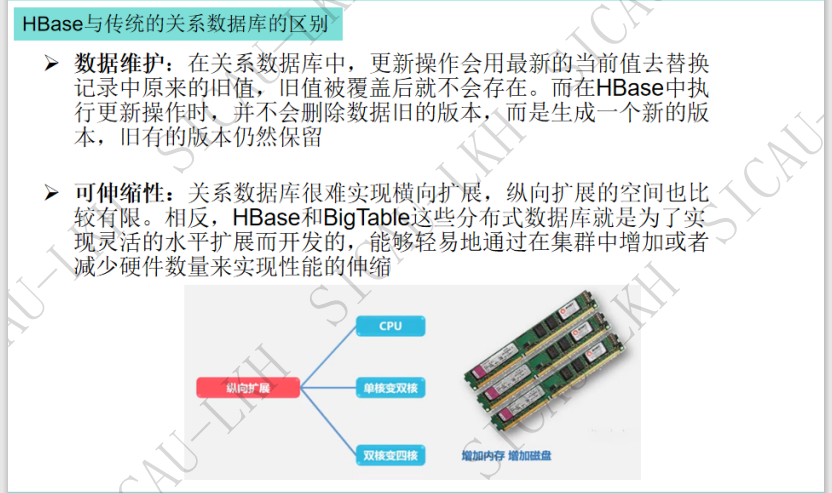 HBase与传统的关系数据库的区别
➢ 数据维护：在关系数据库中，更新操作会用最新的当前值去替换
记录中原来的旧值，旧值被覆盖后就不会存在。而在HBase中执
行更新操作时，并不会删除数据旧的版本，而是生成一个新的版
本，旧有的版本仍然保留
➢ 可伸缩性：关系数据库很难实现横向扩展，纵向扩展的空间也比
较有限。相反，HBase和BigTable这些分布式数据库就是为了实
现灵活的水平扩展而开发的，能够轻易地通过在集群中增加或者
减少硬件数量来实现性能的伸缩
CPU
纵向扩展
单核变双核
双核变四核
增加内存 增加磁盘
SICAU-LKH
SICAU-LKH
SICAU-LKH